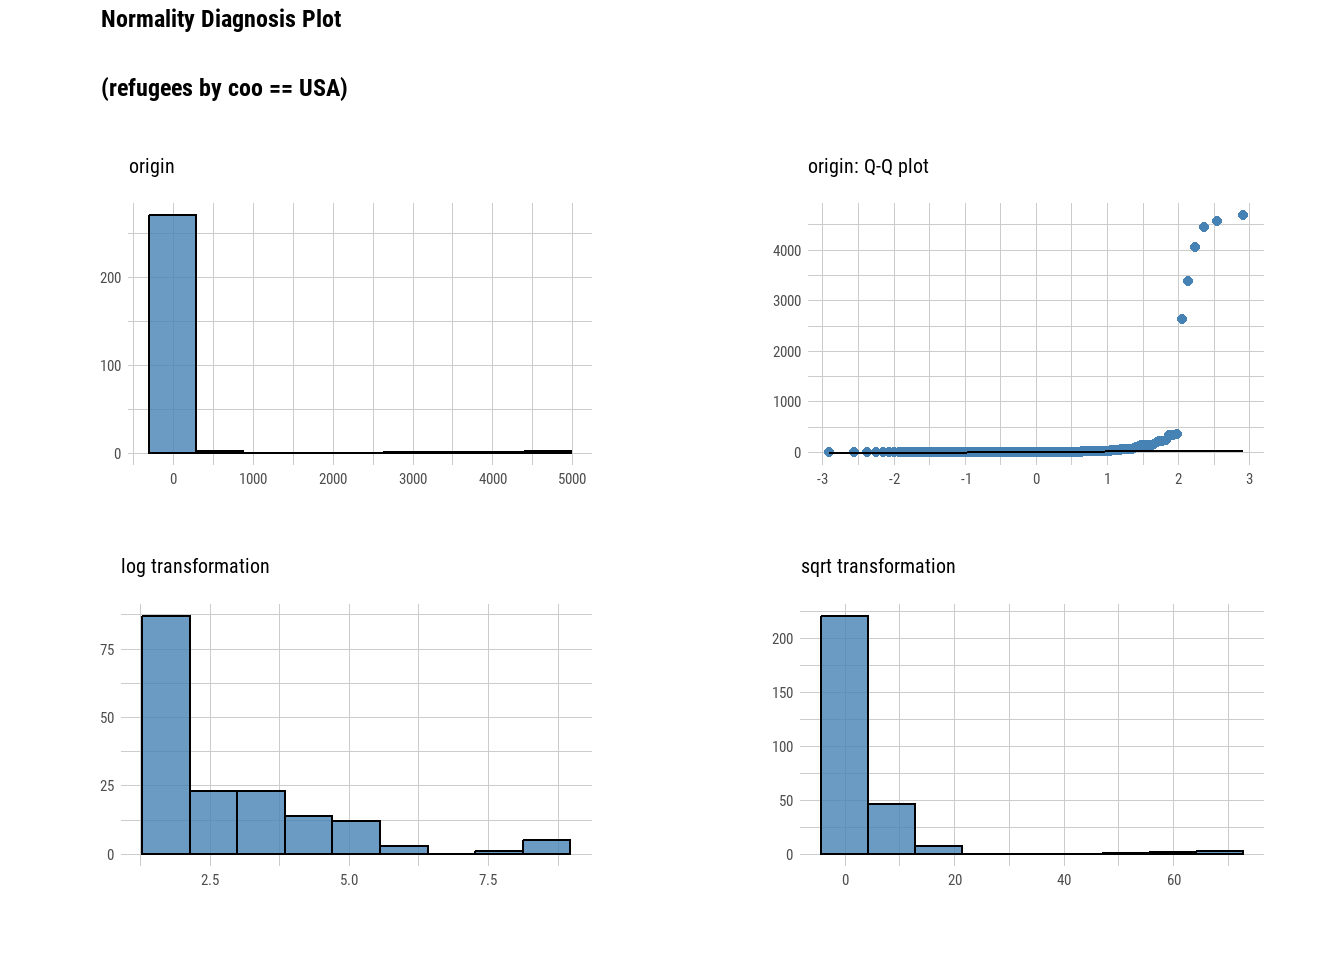 Normality Diagnosis Plot
(refugees by coo == USA)
origin
200
100
0
0 1000 2000 3000 4000 5000
origin: Q-Q plot
4000
3000
2000
1000
0
-3 -2 -1 0 1 2 3
log transformation
75
50
25
0
2.5 5.0 7.5
sqrt transformation
200
150
100
50
0
0 20 40 60